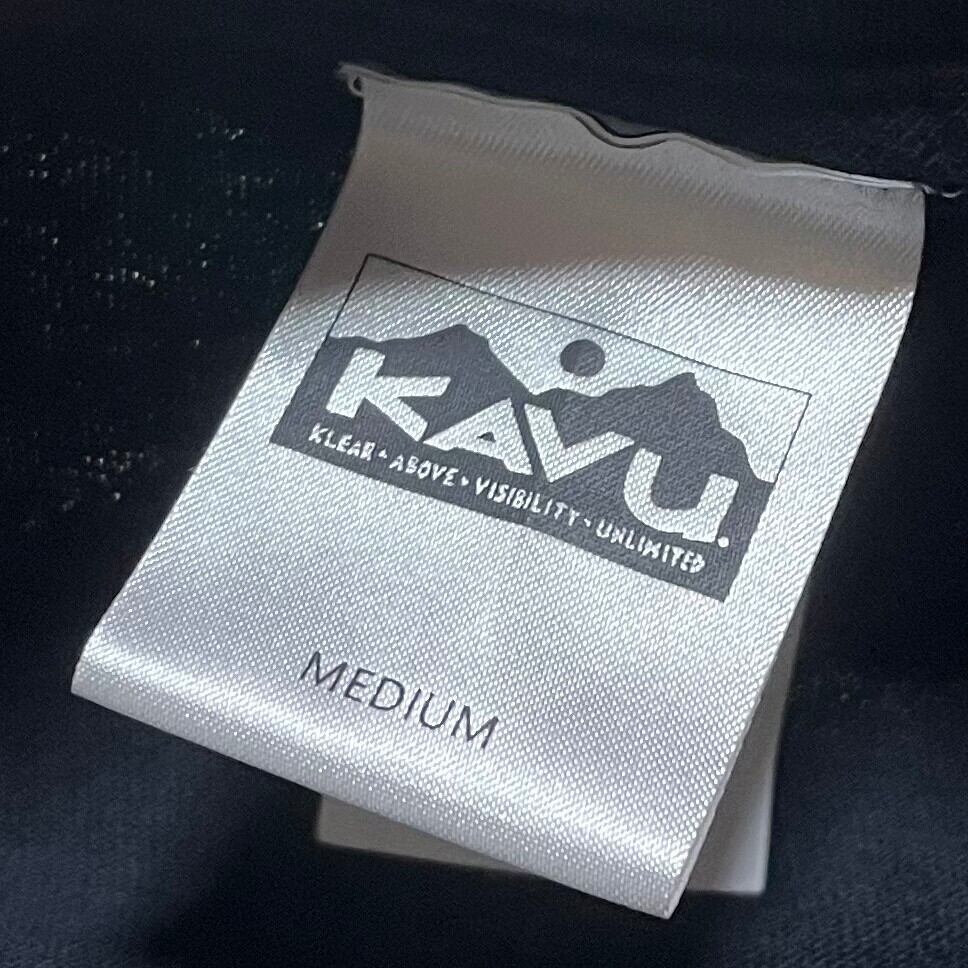 KAVU.
KLEAR • ABOVE • VISIBILITY • UNLIMITED
MEDIUM